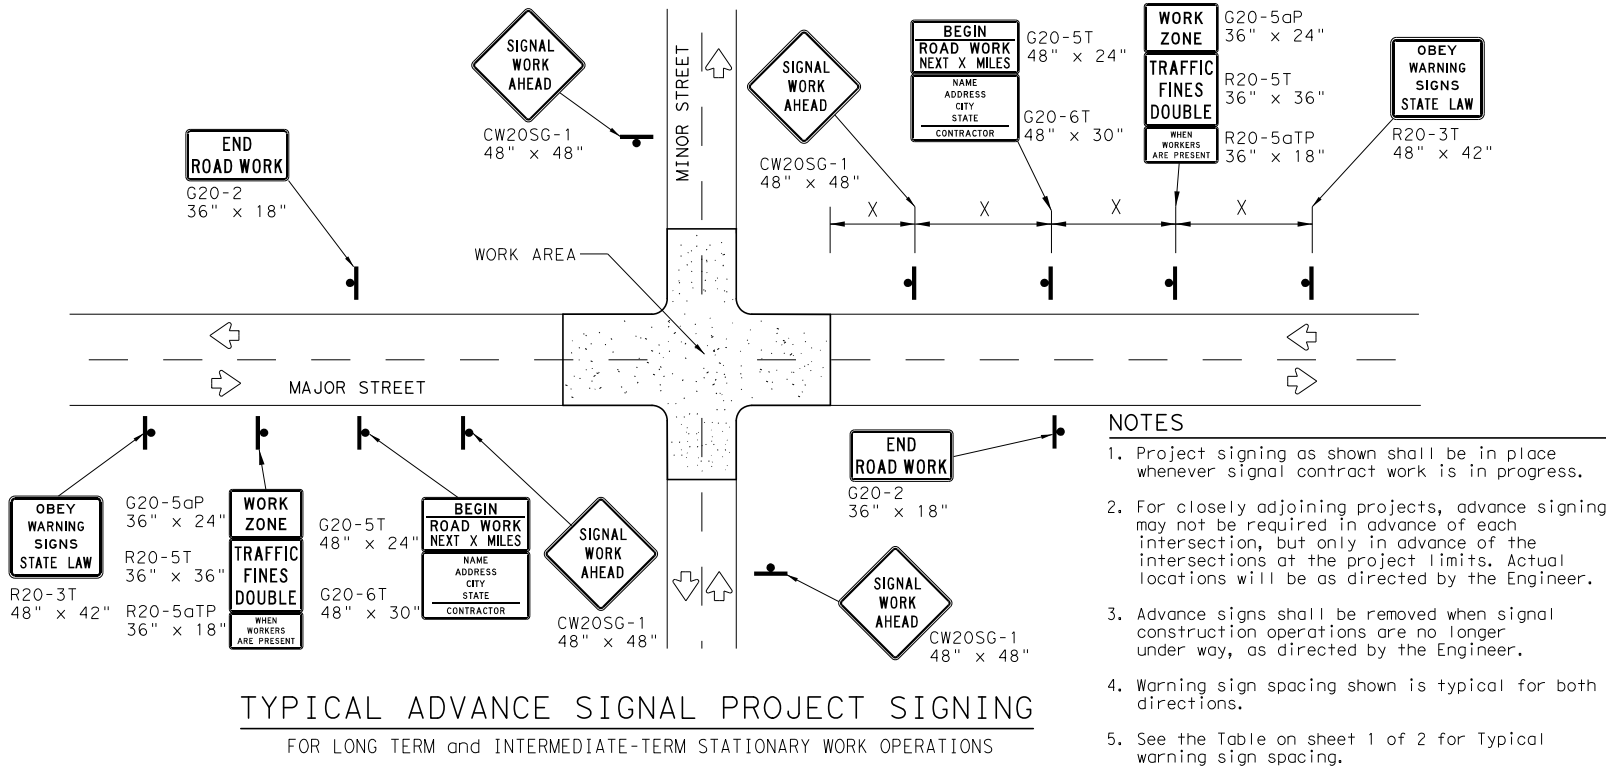 SIGNAL
WORK
AHEAD
CW20SG-1
48" x 48"
MINOR STREET
SIGNAL
WORK
AHEAD
CW20SG-1
48" x 48"
BEGIN
ROAD WORK
NEXT X MILES
NAME
ADDRESS
CITY
STATE
CONTRACTOR
G20-5T
48" x 24"
G20-6T
48" x 30"
WORK
ZONE
TRAFFIC
FINES
DOUBLE
WHEN
WORKERS
ARE PRESENT
G20-5aP
36" x 24"
R20-5T
36" x 36"
R20-5aTP
36" x 18"
OBEY
WARNING
SIGNS
STATE LAW
R20-3T
48" x 42"
END
ROAD WORK
G20-2
36" x 18"
X
X
X
X
WORK AREA
MAJOR STREET
OBEY
WARNING
SIGNS
STATE LAW
R20-3T
48" x 42"
G20-5aP
36" x 24"
R20-5T
36" x 36"
R20-5aTP
36" x 18"
WORK
ZONE
TRAFFIC
FINES
DOUBLE
WHEN
WORKERS
ARE PRESENT
G20-5T
48" x 24"
G20-6T
48" x 30"
BEGIN
ROAD WORK
NEXT X MILES
NAME
ADDRESS
CITY
STATE
CONTRACTOR
SIGNAL
WORK
AHEAD
CW20SG-1
48" x 48"
END
ROAD WORK
G20-2
36" x 18"
SIGNAL
WORK
AHEAD
CW20SG-1
48" x 48"
TYPICAL ADVANCE SIGNAL PROJECT SIGNING
FOR LONG TERM and INTERMEDIATE-TERM STATIONARY WORK OPERATIONS
NOTES
1. Project signing as shown shall be in place
whenever signal contract work is in progress.
2. For closely adjoining projects, advance signing
may not be required in advance of each
intersection, but only in advance of the
intersections at the project limits. Actual
locations will be as directed by the Engineer.
3. Advance signs shall be removed when signal
construction operations are no longer
under way, as directed by the Engineer.
4. Warning sign spacing shown is typical for both
directions.
5. See the Table on sheet 1 of 2 for Typical
warning sign spacing.